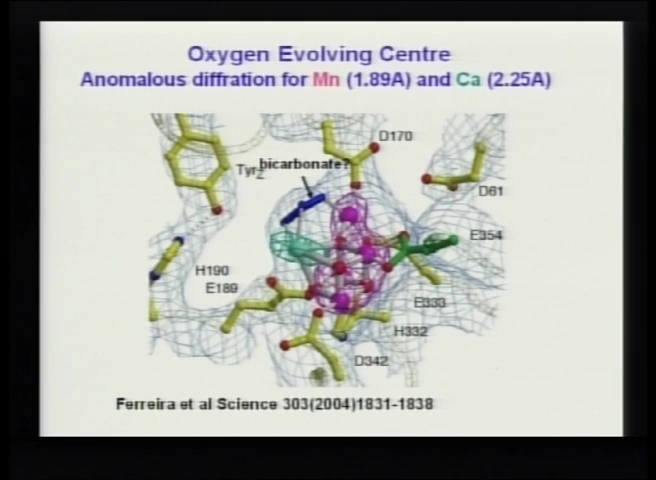 Oxygen Evolving Centre
Anomalous diffration for Mn (1.89A) and Ca (2.25A)
D170
bicarbonate?
TyrZ
D61
E354
H190
E189
E333
H332
D342
Ferreira et al Science 303(2004)1831-1838